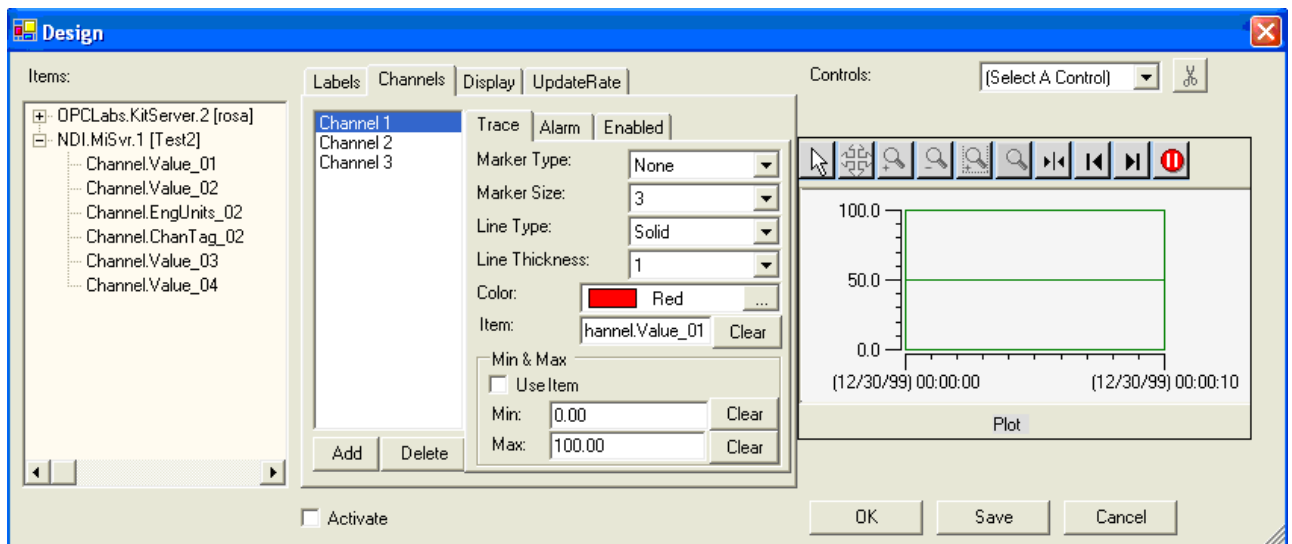 Design
Items:
OPCLabs.KitServer.2 [rosa]
NDI.MiSvr.1 [Test2]
Channel.Value_01
Channel.Value_02
Channel.EngUnits_02
Channel.ChanTag_02
Channel.Value_03
Channel.Value_04
Labels Channels Display UpdateRate
Channel 1
Channel 2
Channel 3
Add Delete
Trace Alarm Enabled
Marker Type: None
Marker Size: 3
Line Type: Solid
Line Thickness: 1
Color: Red ...
Item: hannel.Value_01 Clear
Min & Max
Use Item
Min: 0.00 Clear
Max: 100.00 Clear
Activate
Controls: (Select A Control)
100.0
50.0
0.0
(12/30/99) 00:00:00 (12/30/99) 00:00:10
Plot
OK Save Cancel